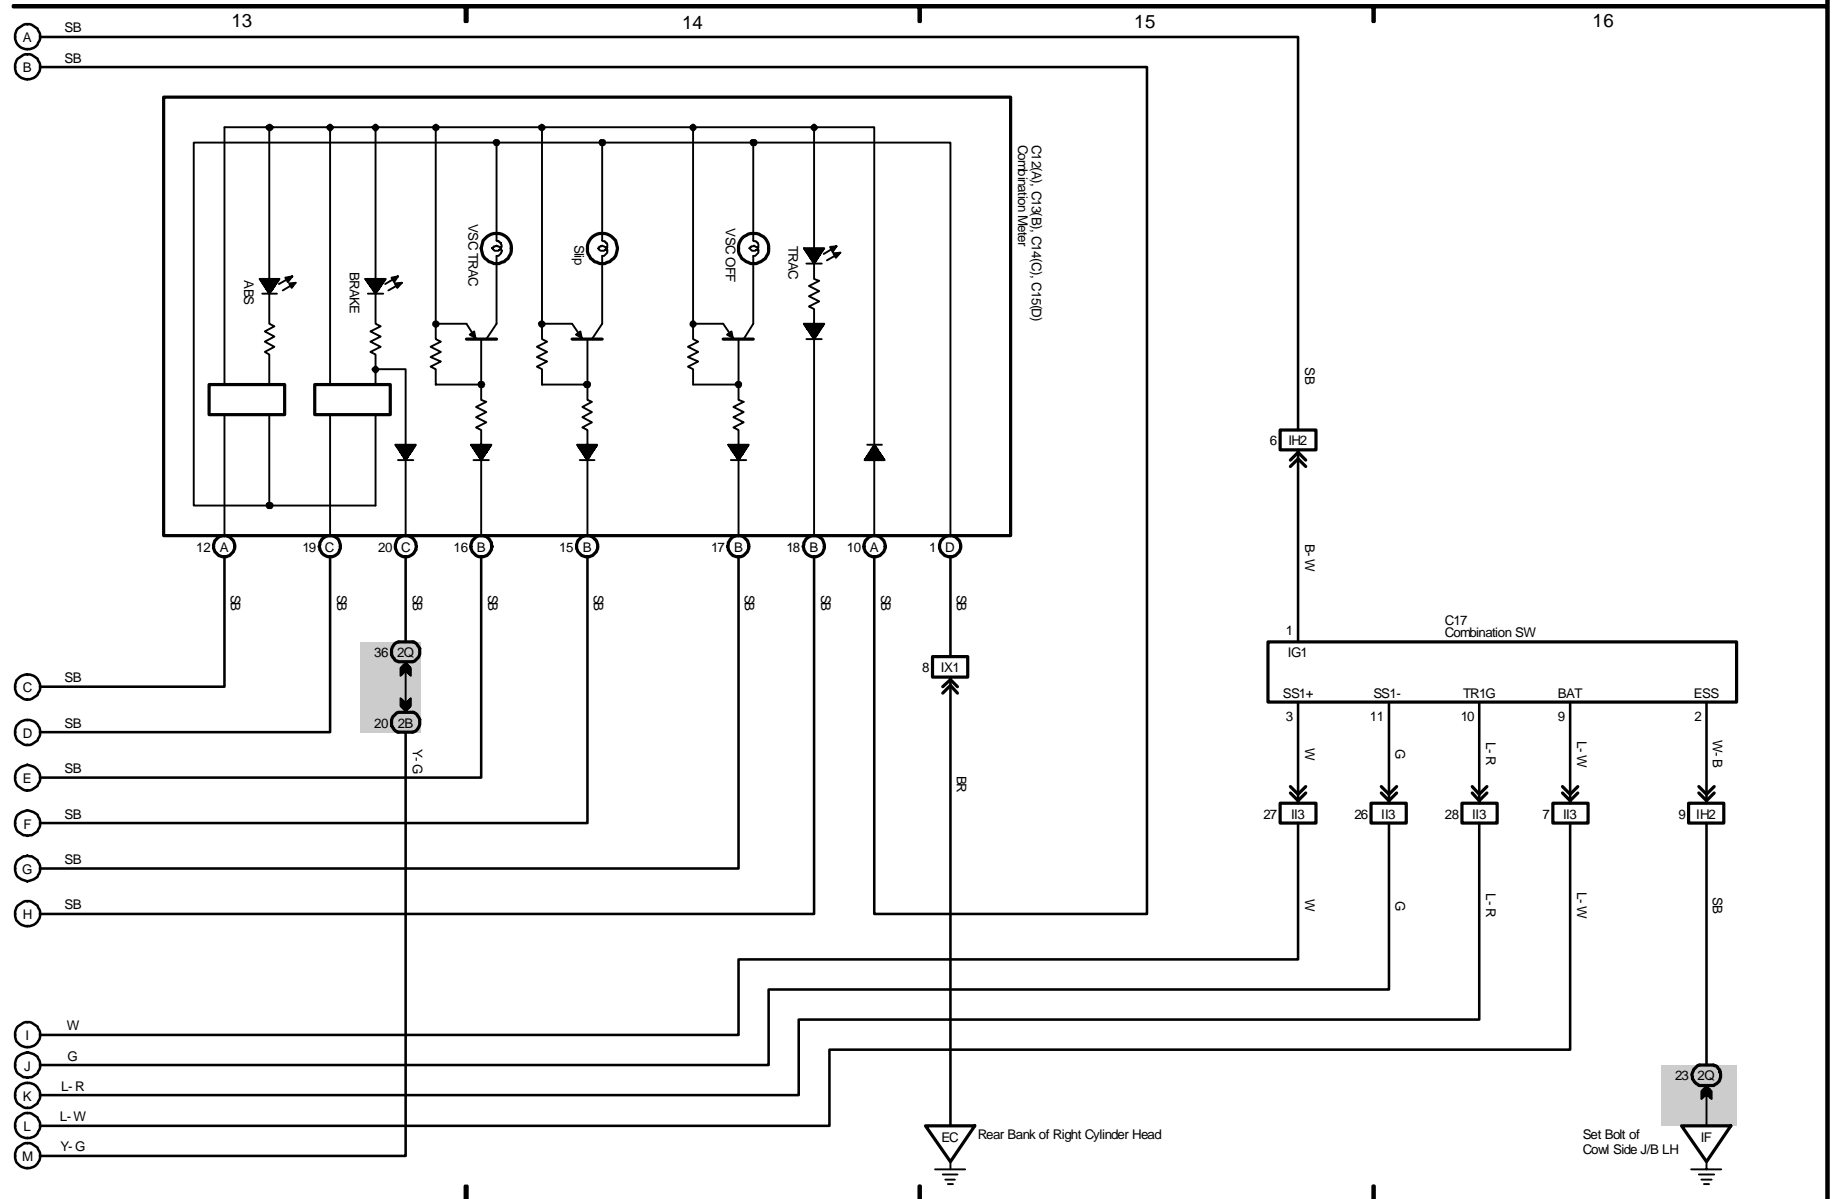 13 14 15 16
A SB
B SB
C12(A), C13(B), C14(C), C15(D)
Combination Meter
ABS
BRAKE
VSC TRAC
Slip
VSC OFF
TRAC
12 A 19 C 20 C 16 B 15 B 17 B 18 B 10 A 1 D
SB SB SB SB SB SB SB SB SB
SB
6 IH2
B-W
36 2Q
20 2B
Y-G
8 IX1
BR
C17
Combination SW
1
IG1
SS1+ SS1- TR1G BAT ESS
3 11 10 9 2
W G L-R L-W W-B
27 II3 26 II3 28 II3 7 II3 9 IH2
W G L-R L-W SB
C SB
D SB
E SB
F SB
G SB
H SB
I W
J G
K L-R
L L-W
M Y-G
EC Rear Bank of Right Cylinder Head
23 2Q
Set Bolt of
Cowl Side J/B LH
IF